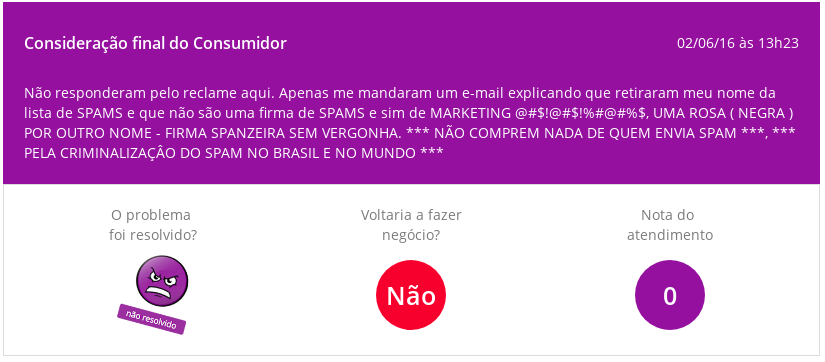 Consideração final do Consumidor
02/06/16 às 13h23
Não responderam pelo reclame aqui. Apenas me mandaram um e-mail explicando que retiraram meu nome da
lista de SPAMS e que não são uma firma de SPAMS e sim de MARKETING @#$!@#$!%#@#%$, UMA ROSA ( NEGRA )
POR OUTRO NOME - FIRMA SPANZEIRA SEM VERGONHA. *** NÃO COMPREM NADA DE QUEM ENVIA SPAM ***, ***
PELA CRIMINALIZAÇÂO DO SPAM NO BRASIL E NO MUNDO ***
O problema
foi resolvido?
não resolvido
Voltaria a fazer
negócio?
Não
Nota do
atendimento
0